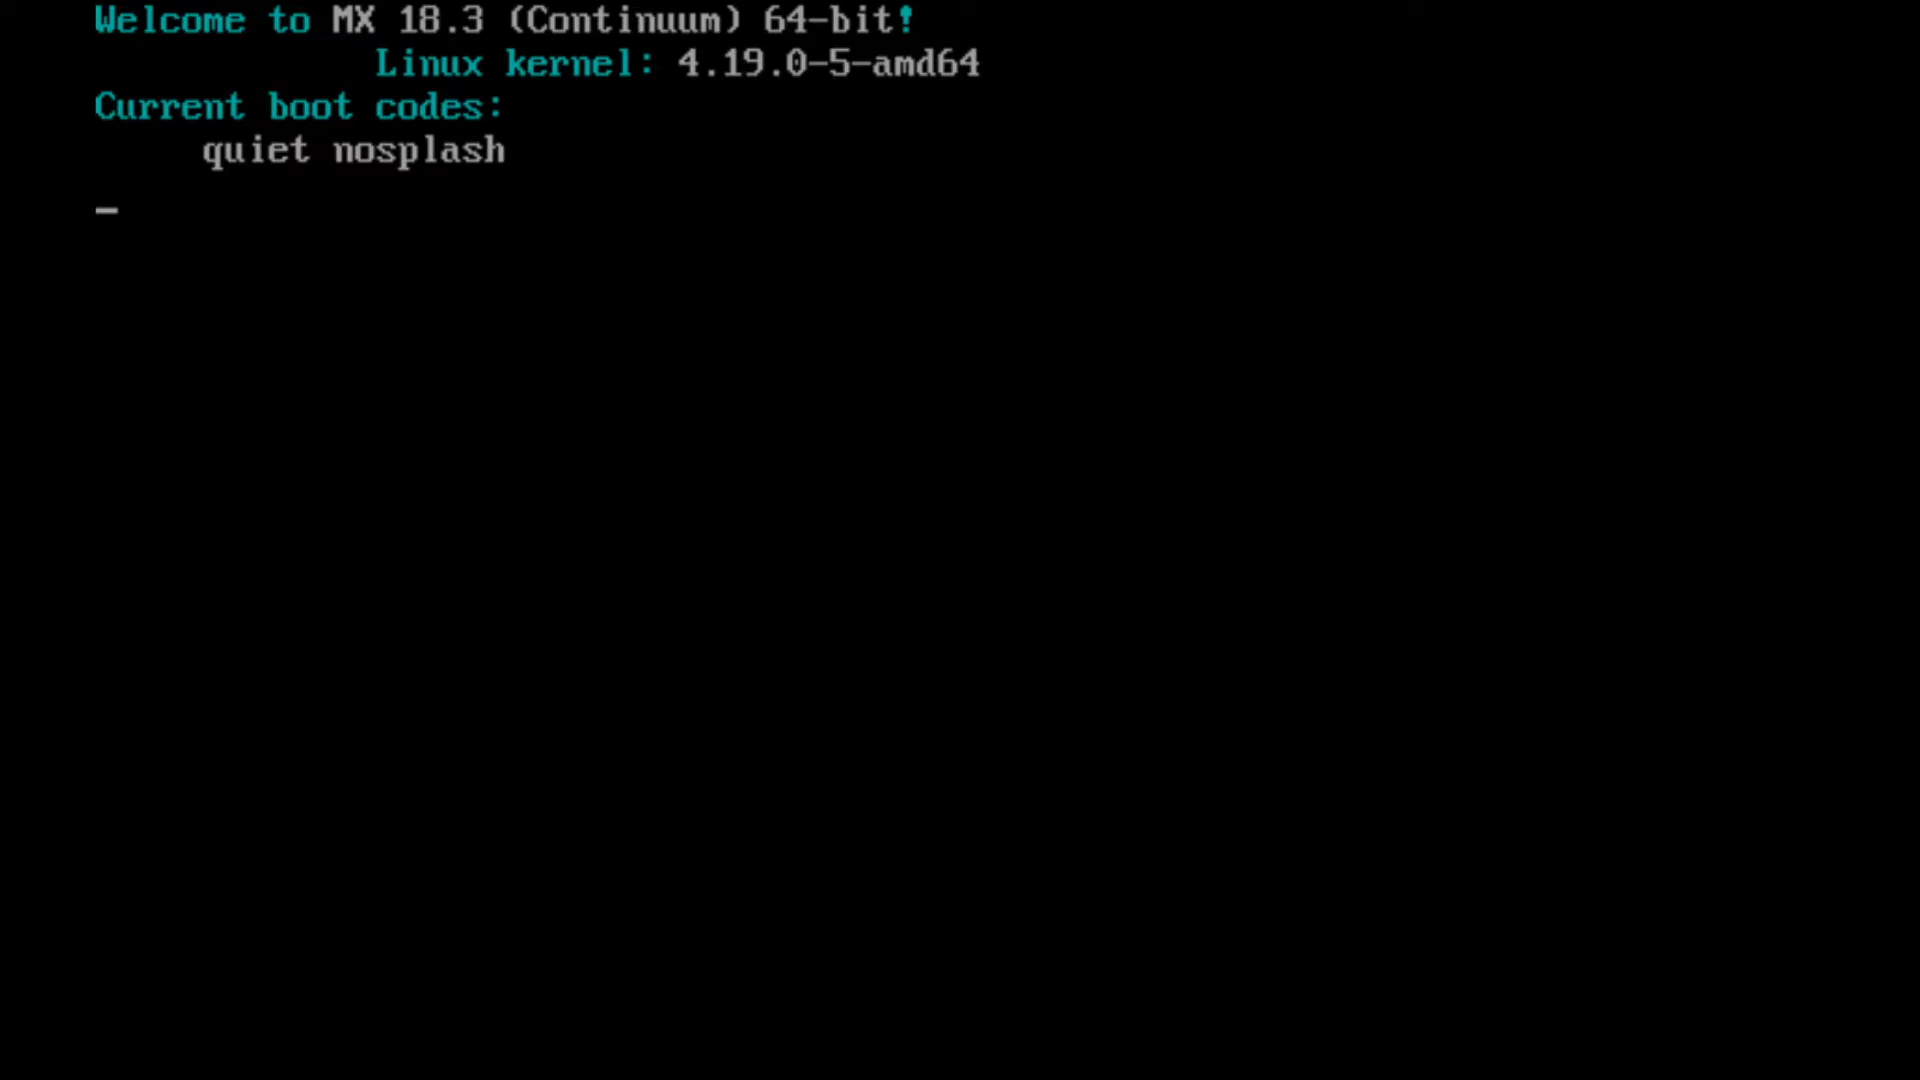 Welcome to MX 18.3 (Continuum) 64-bit!
Linux kernel: 4.19.0-5-amd64
Current boot codes:
quiet nosplash